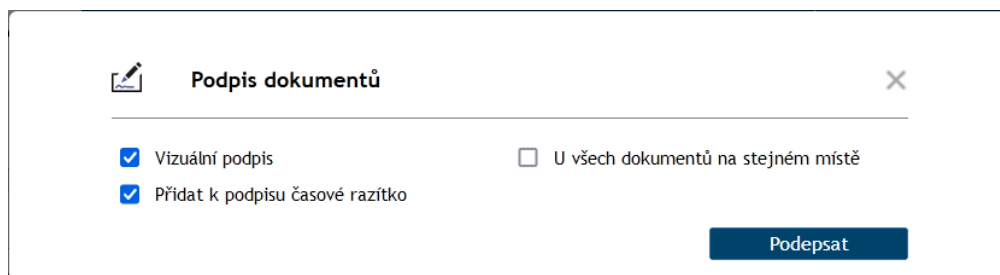 Podpis dokumentů
Vizuální podpis
U všech dokumentů na stejném místě
Přidat k podpisu časové razítko
Podepsat